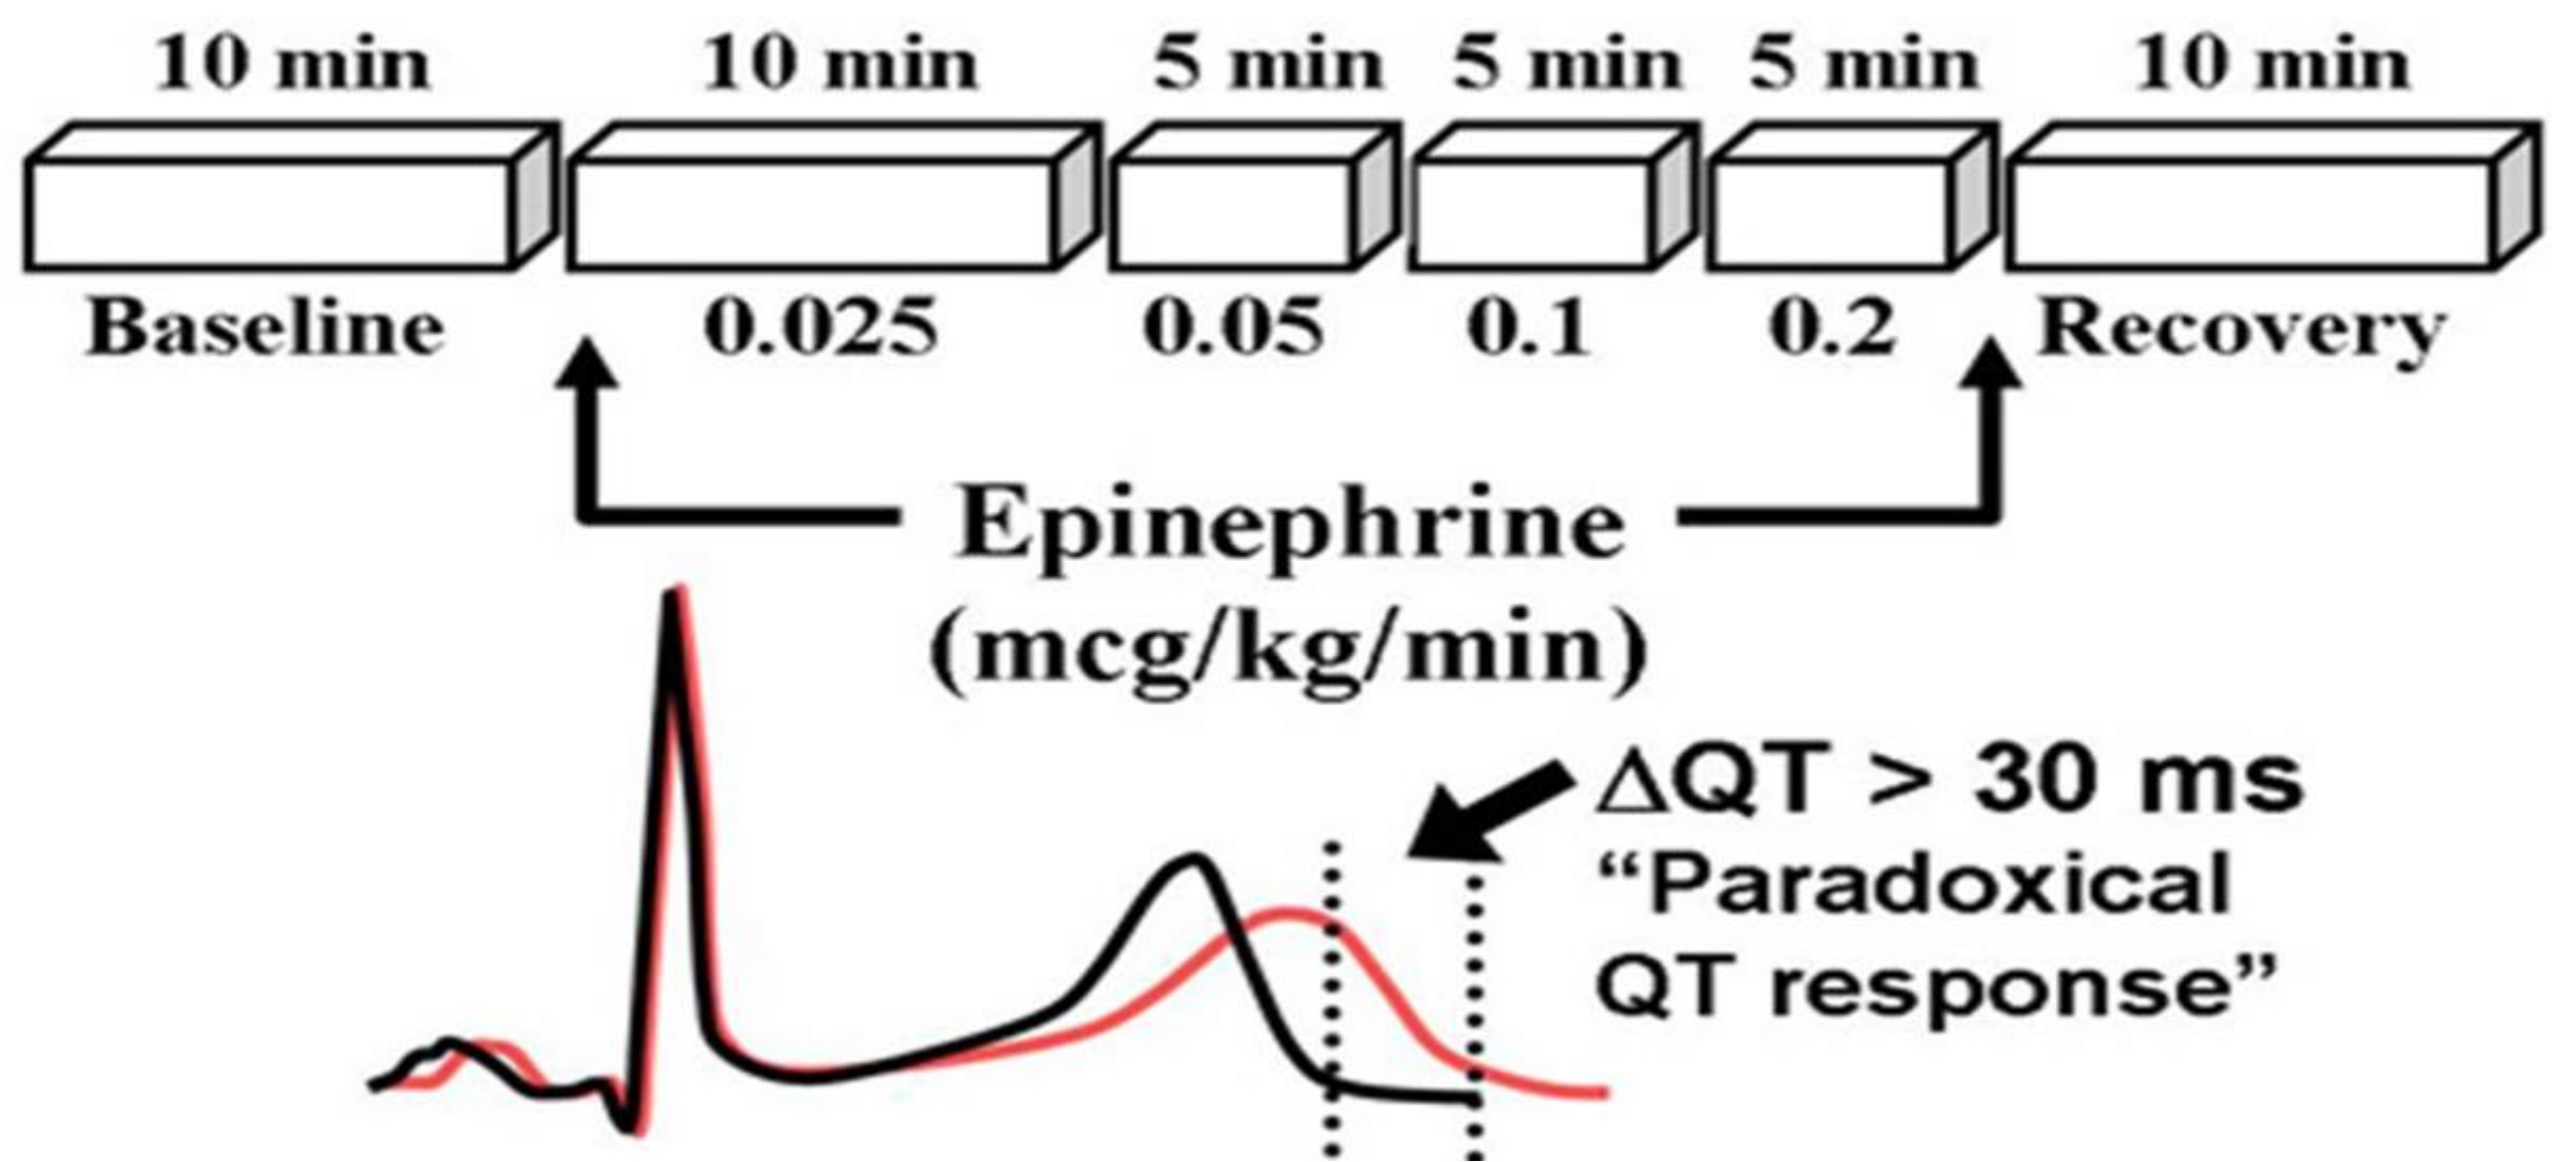 10 min 10 min 5 min 5 min 5 min 10 min
Baseline 0.025 0.05 0.1 0.2 Recovery
Epinephrine
(mcg/kg/min)
ΔQT > 30 ms
“Paradoxical
QT response”